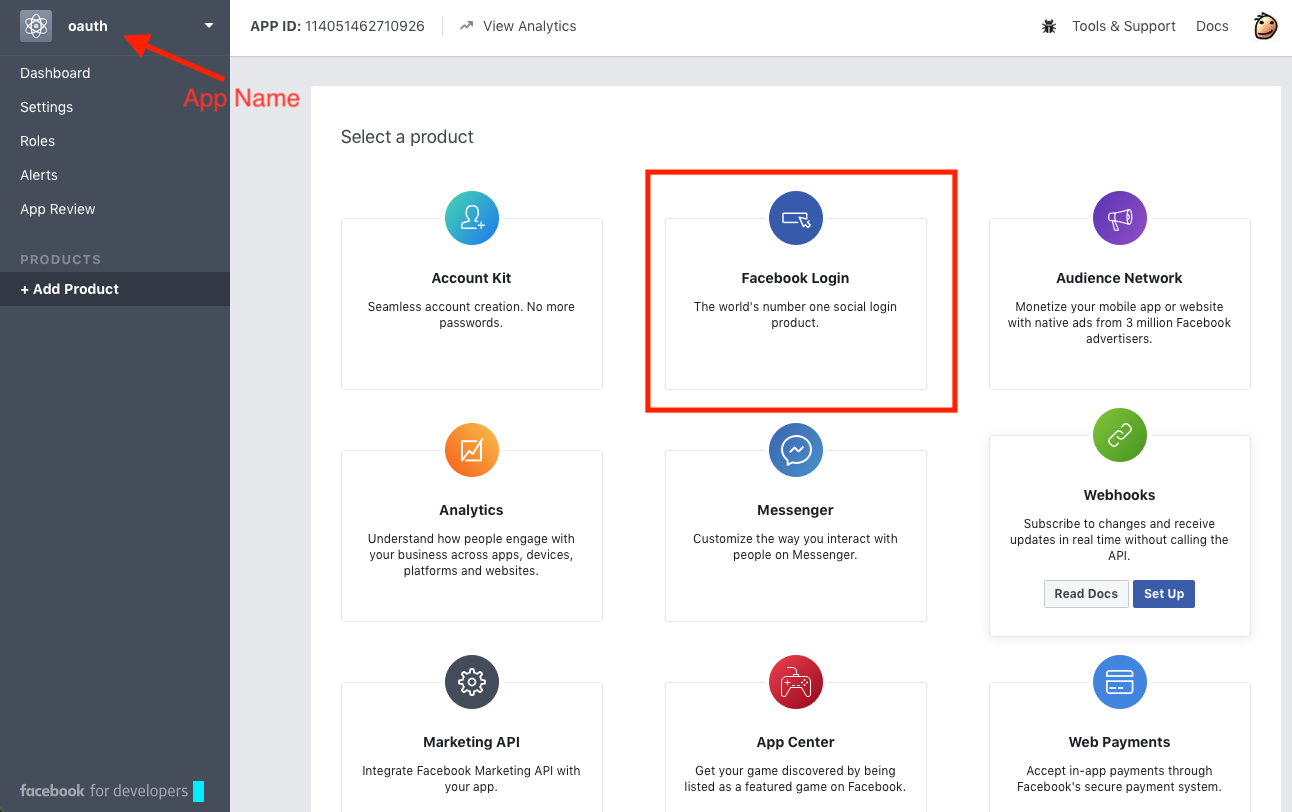 oauth
APP ID: 114051462710926
View Analytics
Tools & Support
Docs
App Name
Dashboard
Settings
Roles
Alerts
App Review
PRODUCTS
+ Add Product
facebook for developers
Select a product
Account Kit
Seamless account creation. No more
passwords.
Facebook Login
The world's number one social login
product.
Audience Network
Monetize your mobile app or website
with native ads from 3 million Facebook
advertisers.
Analytics
Understand how people engage with
your business across apps, devices,
platforms and websites.
Messenger
Customize the way you interact with
people on Messenger.
Webhooks
Subscribe to changes and receive
updates in real time without calling the
API.
Read Docs
Set Up
Marketing API
Integrate Facebook Marketing API with
your app.
App Center
Get your game discovered by being
listed as a featured game on Facebook.
Web Payments
Accept in-app payments through
Facebook's secure payment system.